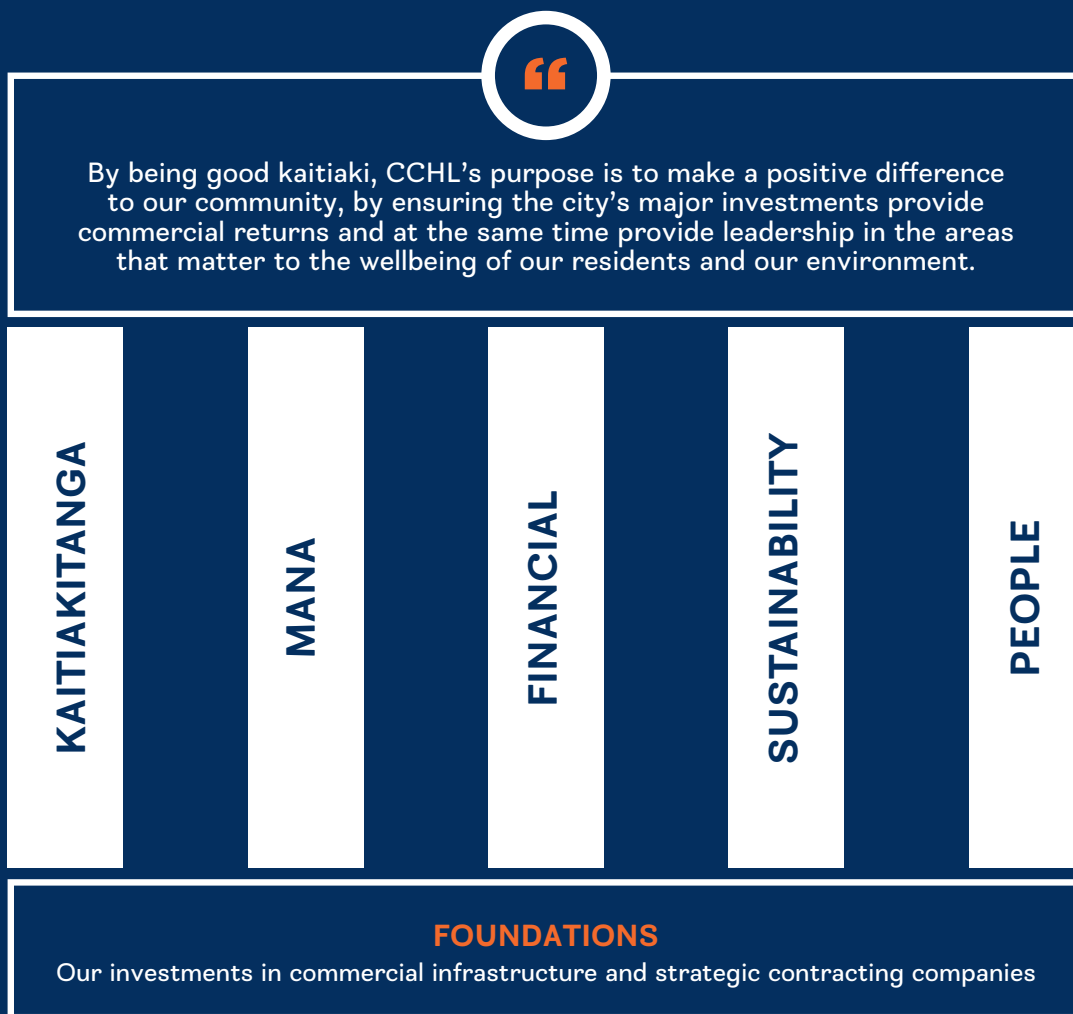 “
By being good kaitiaki, CCHL’s purpose is to make a positive difference
to our community, by ensuring the city’s major investments provide
commercial returns and at the same time provide leadership in the areas
that matter to the wellbeing of our residents and our environment.
KAITIAKITANGA
MANA
FINANCIAL
SUSTAINABILITY
PEOPLE
FOUNDATIONS
Our investments in commercial infrastructure and strategic contracting companies